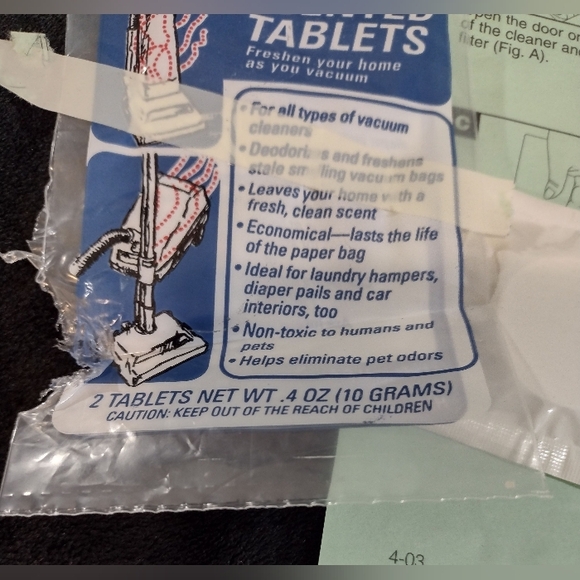 TABLETS
Freshen your home
as you vacuum
• For all types of vacuum
cleaners
• Deodorizes and freshens
stale smelling vacuum bags
• Leaves your home with a
fresh, clean scent
• Economical—lasts the life
of the paper bag
• Ideal for laundry hampers,
diaper pails and car
interiors, too
• Non-toxic to humans and
pets
• Helps eliminate pet odors
2 TABLETS NET WT .4 OZ (10 GRAMS)
CAUTION: KEEP OUT OF THE REACH OF CHILDREN
pen the door on
of the cleaner and
(Fig. A).
C
4-03